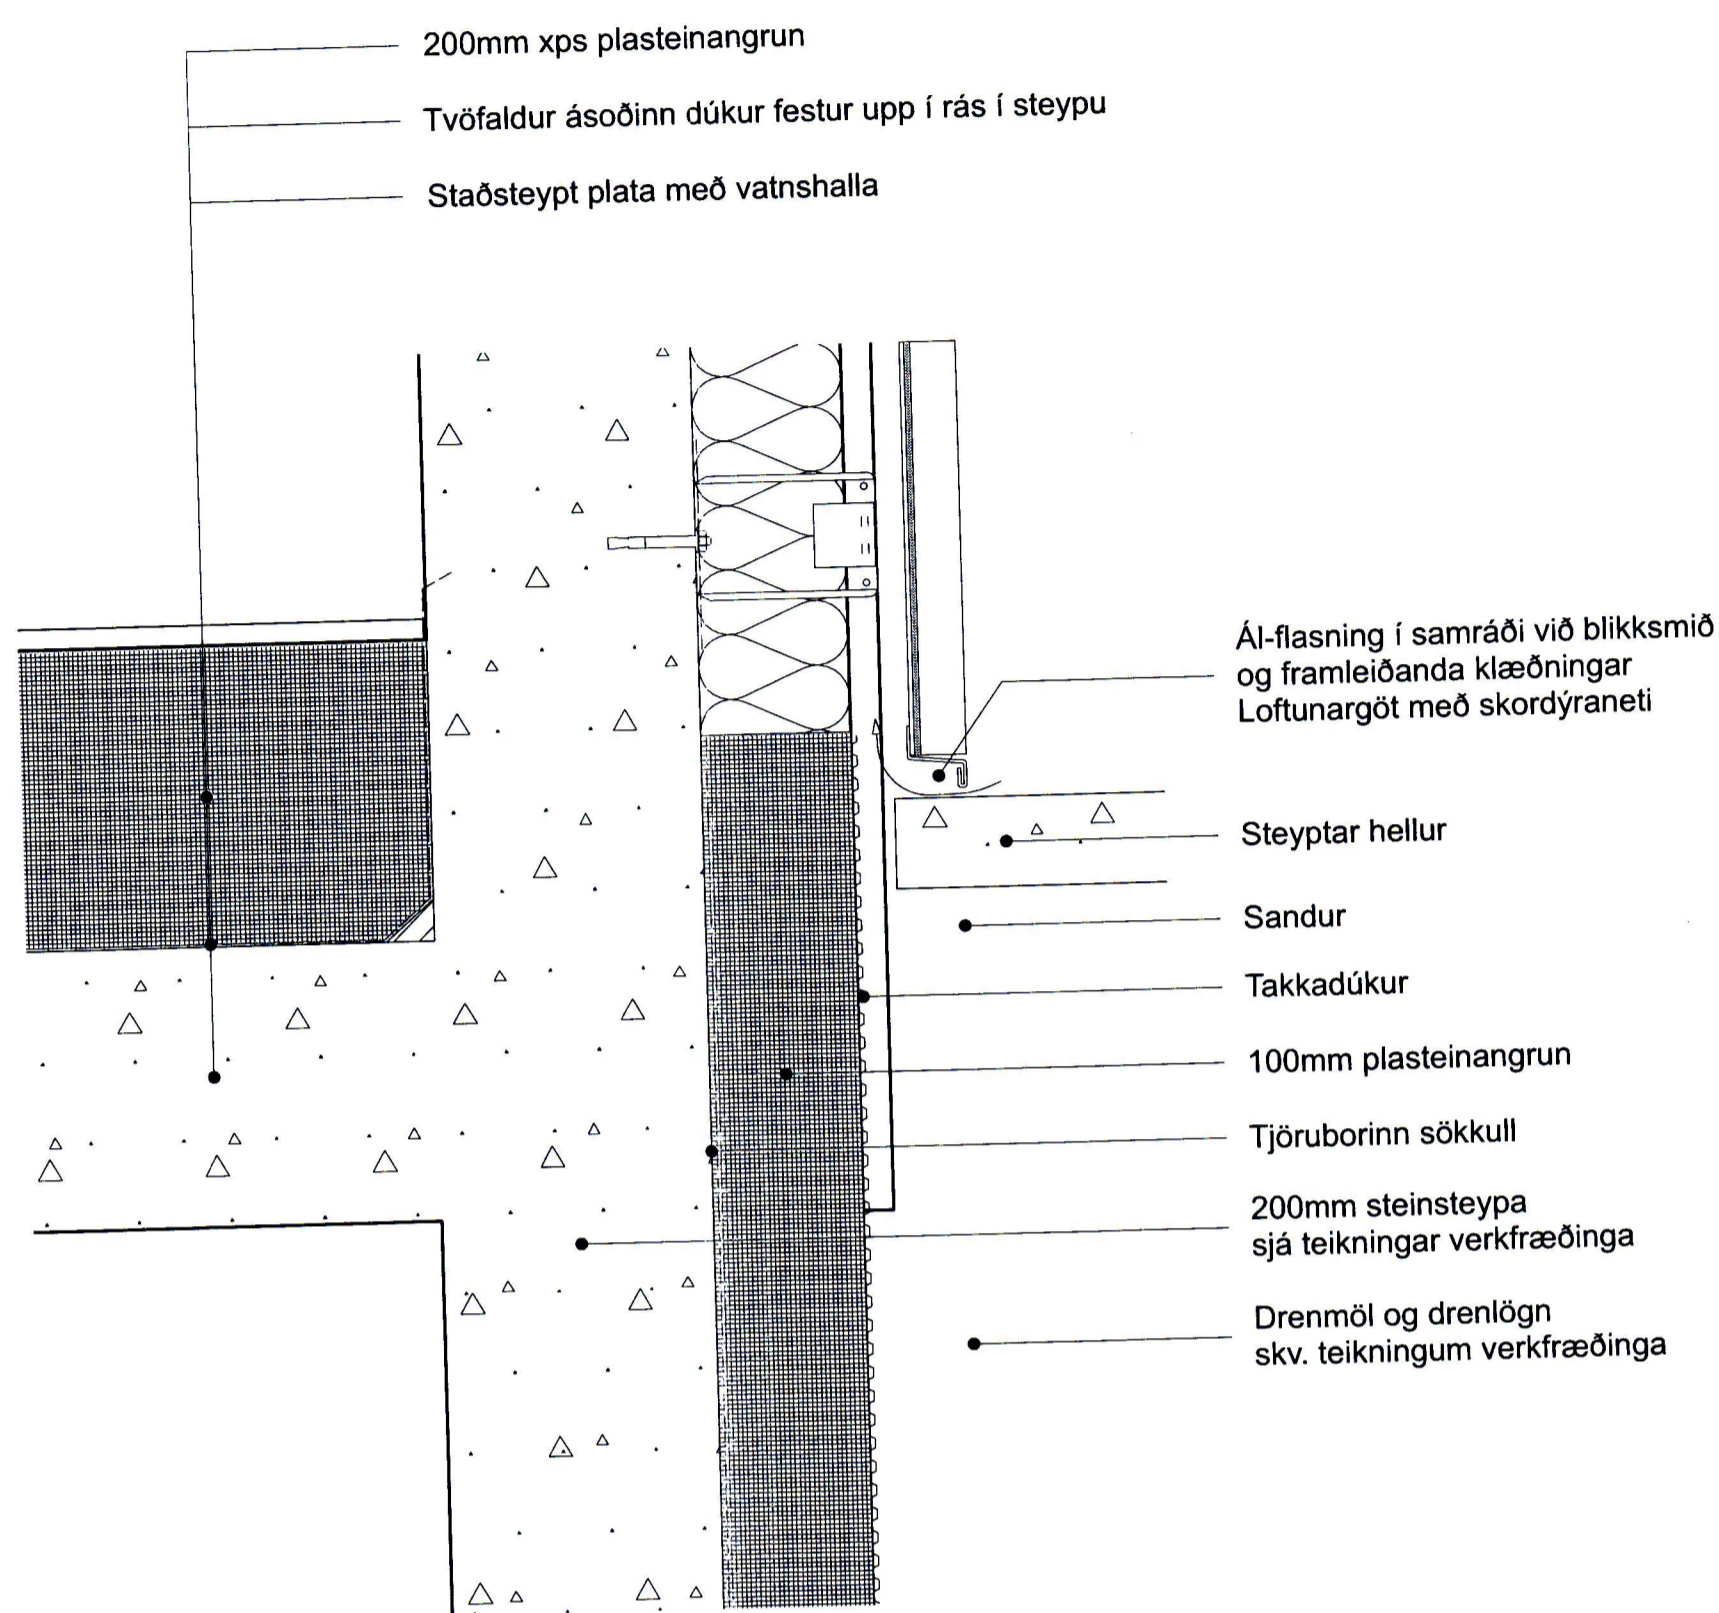 200mm xps plasteinangrun
Tvöfaldur ásoðinn dúkur festur upp í rás í steypu
Staðsteypt plata með vatnshalla
Ál-flasning í samráði við blikksmið
og framleiðanda klæðningar
Loftunargöt með skordýraneti
Steyptar hellur
Sandur
Takkadúkur
100mm plasteinangrun
Tjöruborinn sökkull
200mm steinsteypa
sjá teikningar verkfræðinga
Drenmöl og drenlögn
skv. teikningum verkfræðinga